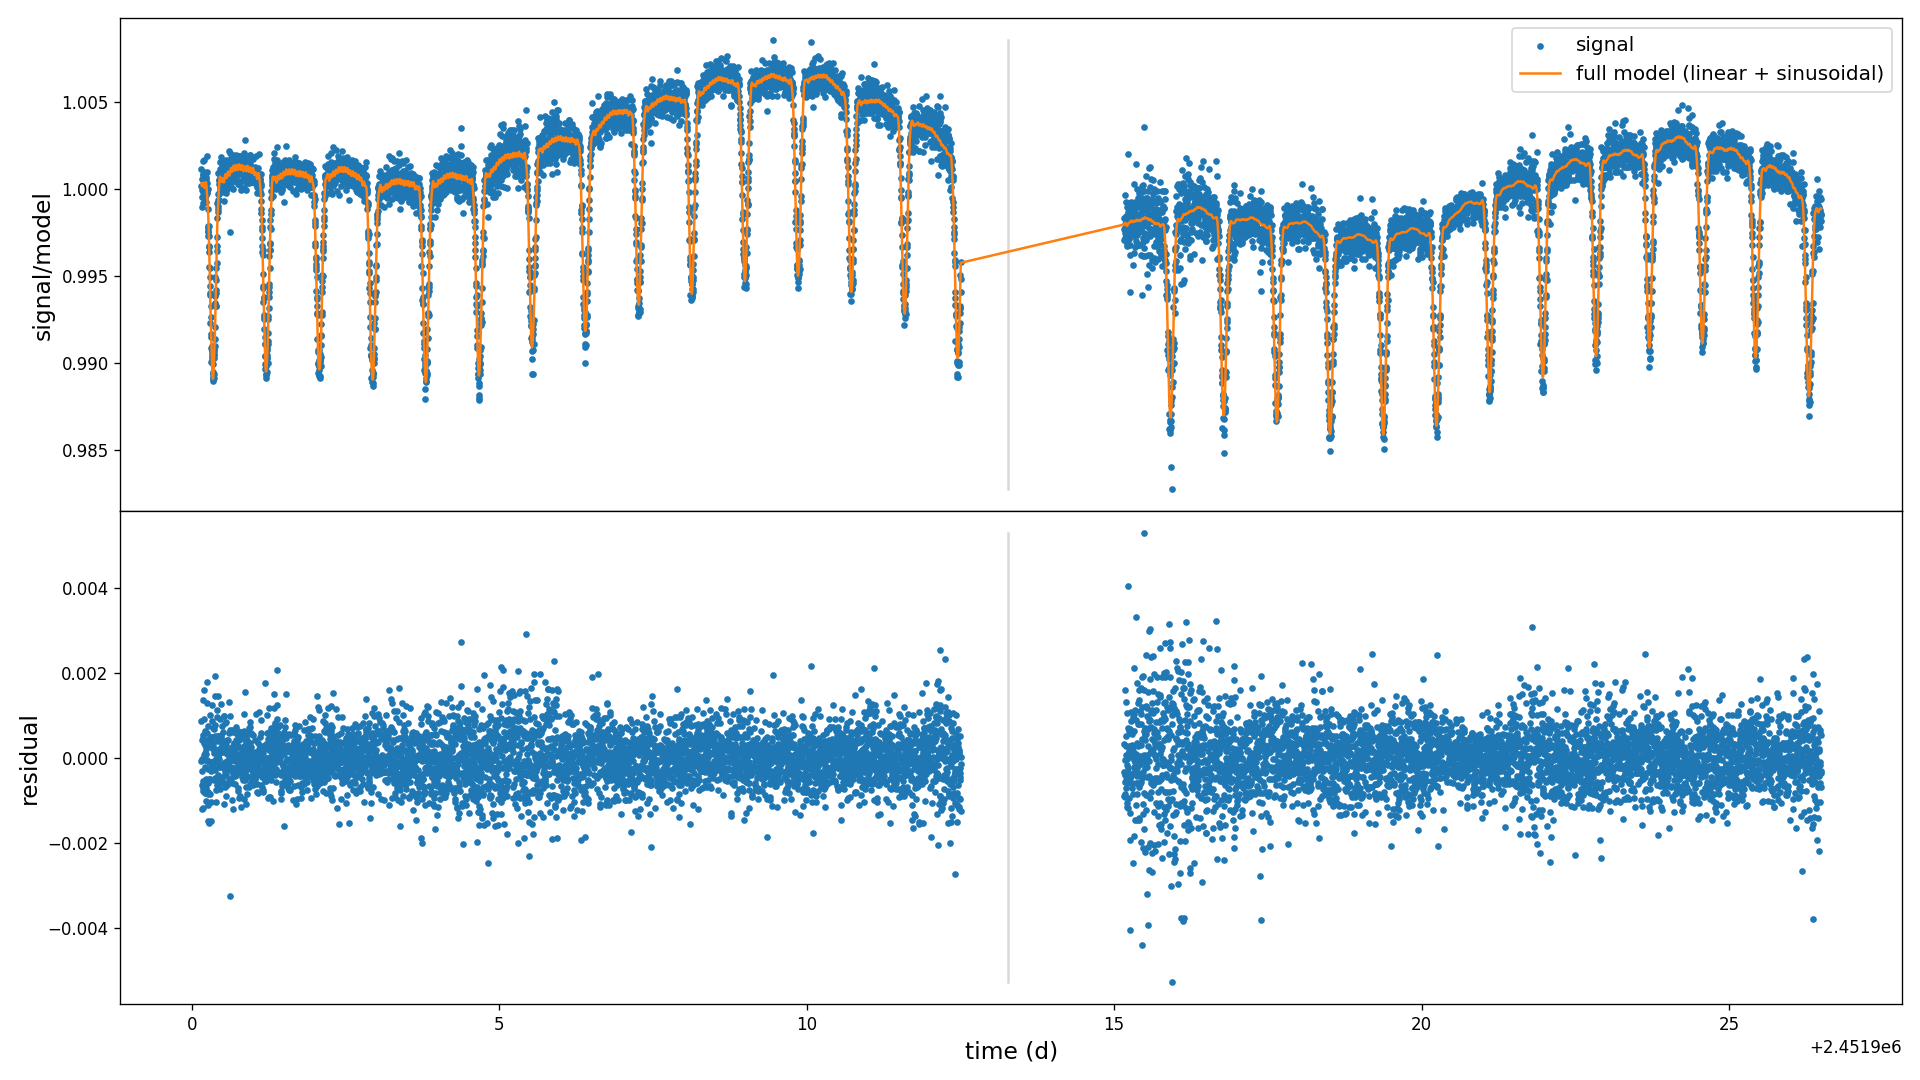 signal
full model (linear + sinusoidal)
signal/model
1.005
1.000
0.995
0.990
0.985
residual
0.004
0.002
0.000
−0.002
−0.004
0
5
10
15
20
25
time (d)
+2.4519e6